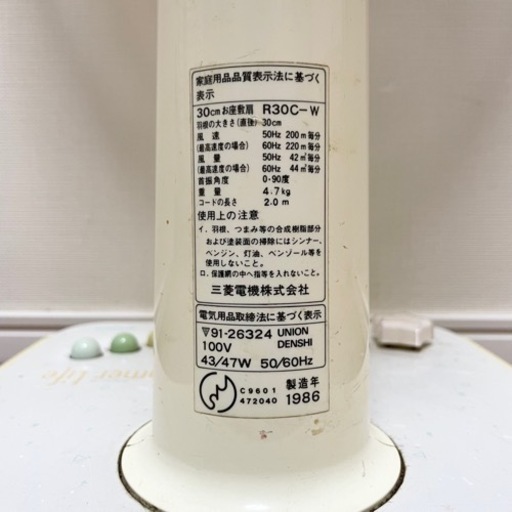 家庭用品品質表示法に基づく
表示
30cmお座敷扇 R30C-W
羽根の大きさ(直径) 30cm
風速 50Hz 200m毎分
(最高速度の場合) 60Hz 220m毎分
風量 50Hz 42㎥毎分
(最高速度の場合) 60Hz 44㎥毎分
首振角度 0-90度
重量 4.7kg
コードの長さ 2.0m
使用上の注意
イ.羽根、つまみ等の合成樹脂部分
および塗装面の掃除にはシンナー、
ベンジン、灯油、ベンゾール等を
使用しないこと。
ロ.保護網の中へ指等を入れないこと。
三菱電機株式会社
電気用品取締法に基づく表示
▽91-26324 UNION
100V DENSHI
43/47W 50/60Hz
C9601 製造年
472040 1986
mer life